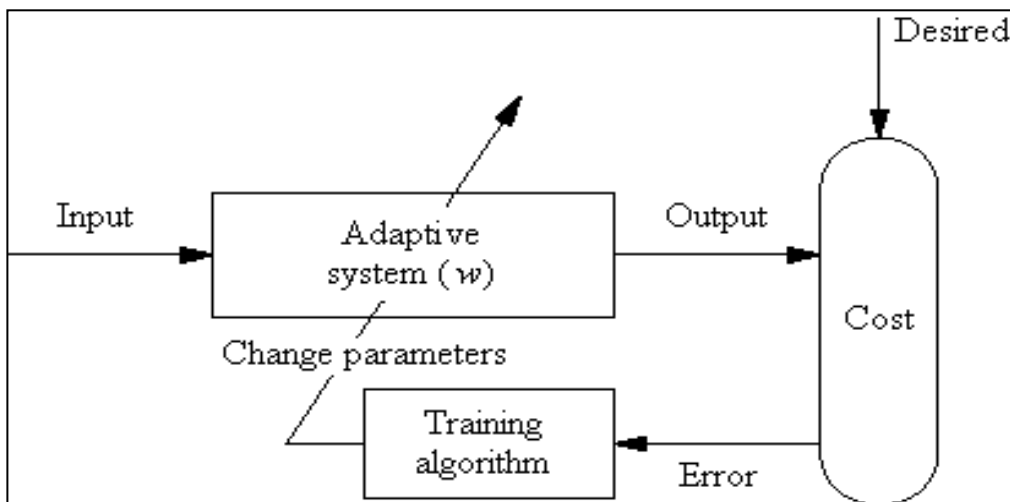 Desired
Input
Adaptive
system (w)
Output
Cost
Change parameters
Training
algorithm
Error